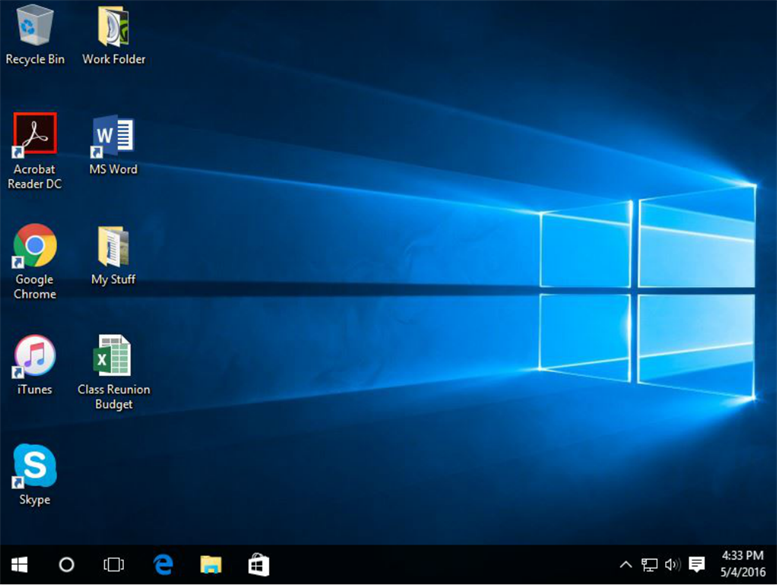 Recycle Bin
Work Folder
Acrobat
Reader DC
MS Word
Google
Chrome
My Stuff
iTunes
Class Reunion
Budget
Skype
4:33 PM
5/4/2016